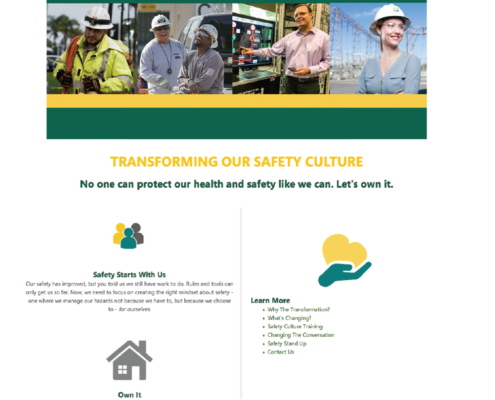 TRANSFORMING OUR SAFETY CULTURE
No one can protect our health and safety like we can. Let's own it.
Safety Starts With Us
Our safety has improved, but you told us we still have work to do. Rules and tools can
only get us so far. Now, we need to focus on creating the right mindset about safety -
one where we manage our hazards not because we have to, but because we choose
to - for ourselves
Own It
Learn More
Why The Transformation?
What's Changing?
Safety Culture Training
Changing The Conversation
Safety Stand Up
Contact Us